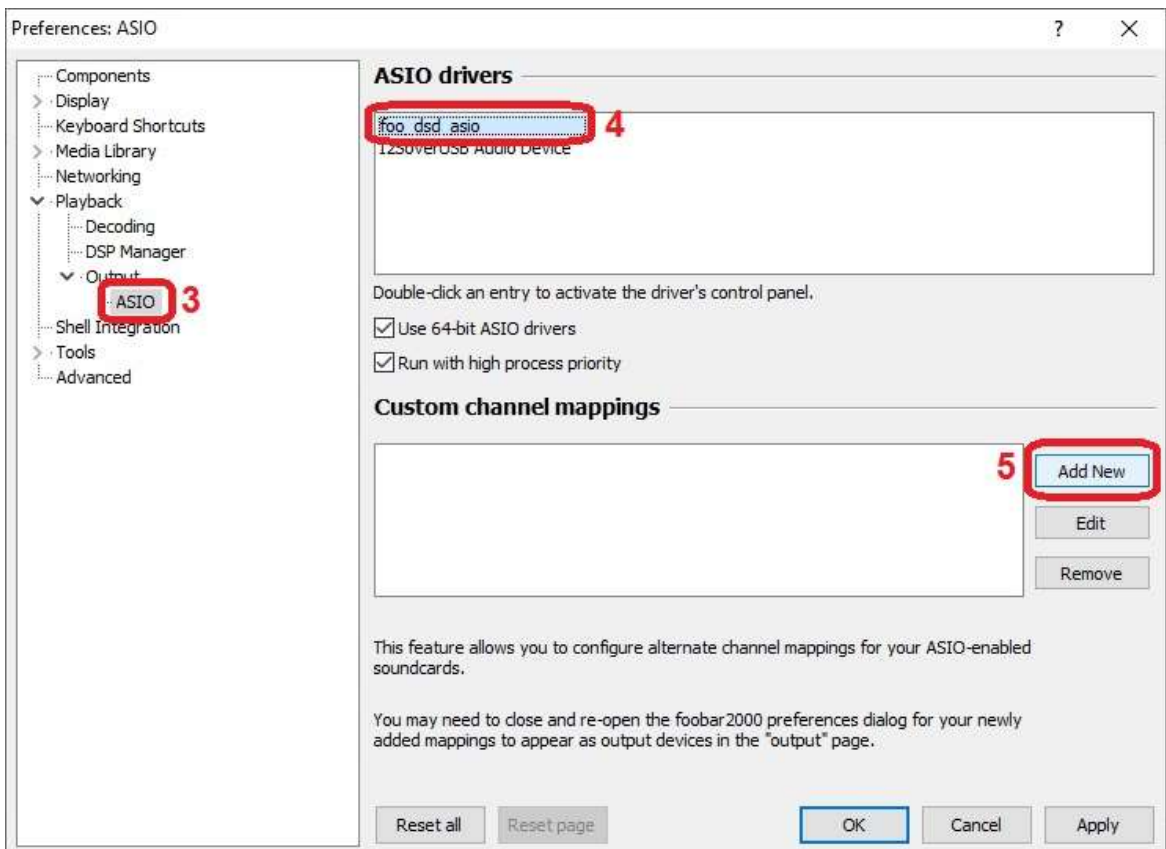 Preferences: ASIO
?
Components
Display
Keyboard Shortcuts
Media Library
Networking
Playback
Decoding
DSP Manager
Output
ASIO
3
Shell Integration
Tools
Advanced
ASIO drivers
foo_dsd_asio
4
I2SoverUSB Audio Device
Double-click an entry to activate the driver's control panel.
Use 64-bit ASIO drivers
Run with high process priority
Custom channel mappings
5
Add New
Edit
Remove
This feature allows you to configure alternate channel mappings for your ASIO-enabled
soundcards.
You may need to close and re-open the foobar2000 preferences dialog for your newly
added mappings to appear as output devices in the "output" page.
Reset all
Reset page
OK
Cancel
Apply